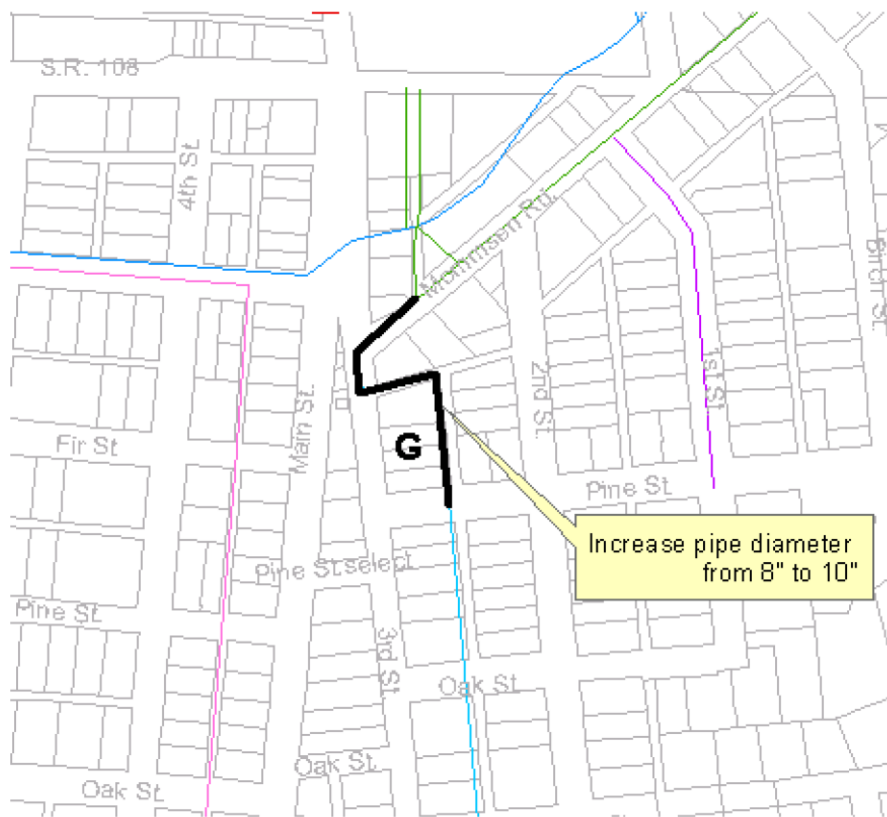 S.R. 108
4th St.
Mommsen Rd.
Birch St.
1st St.
2nd St.
Main St.
Fir St
G
Pine St
Increase pipe diameter
from 8" to 10"
Pine St select
Pine St.
3rd St.
Oak St
Oak St.
Oak St.